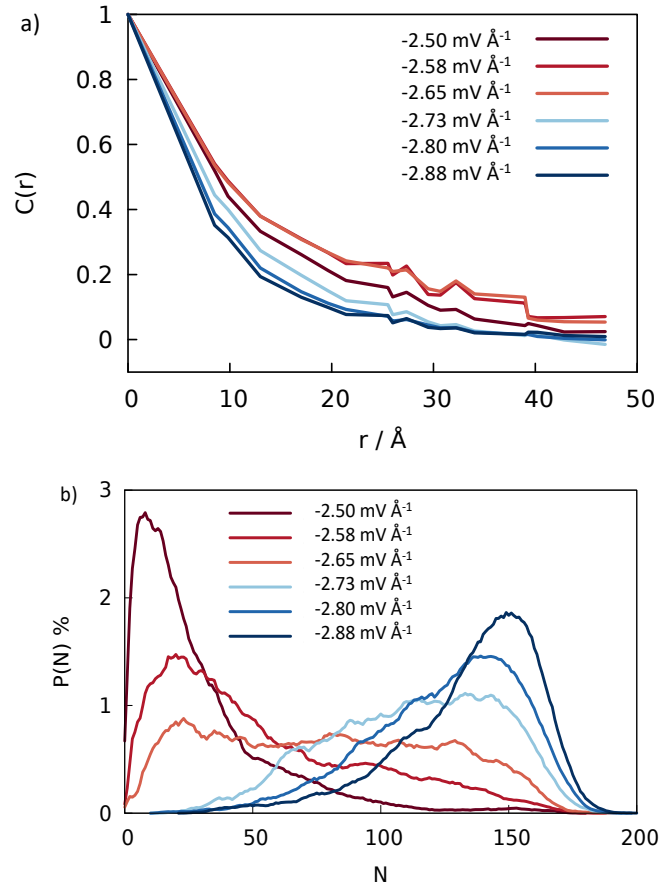 a)
1
0.8
0.6
0.4
0.2
0
C(r)
-2.50 mV Å⁻¹
-2.58 mV Å⁻¹
-2.65 mV Å⁻¹
-2.73 mV Å⁻¹
-2.80 mV Å⁻¹
-2.88 mV Å⁻¹
0 10 20 30 40 50
r / Å
b)
3
2
1
0
P(N) %
-2.50 mV Å⁻¹
-2.58 mV Å⁻¹
-2.65 mV Å⁻¹
-2.73 mV Å⁻¹
-2.80 mV Å⁻¹
-2.88 mV Å⁻¹
0 50 100 150 200
N